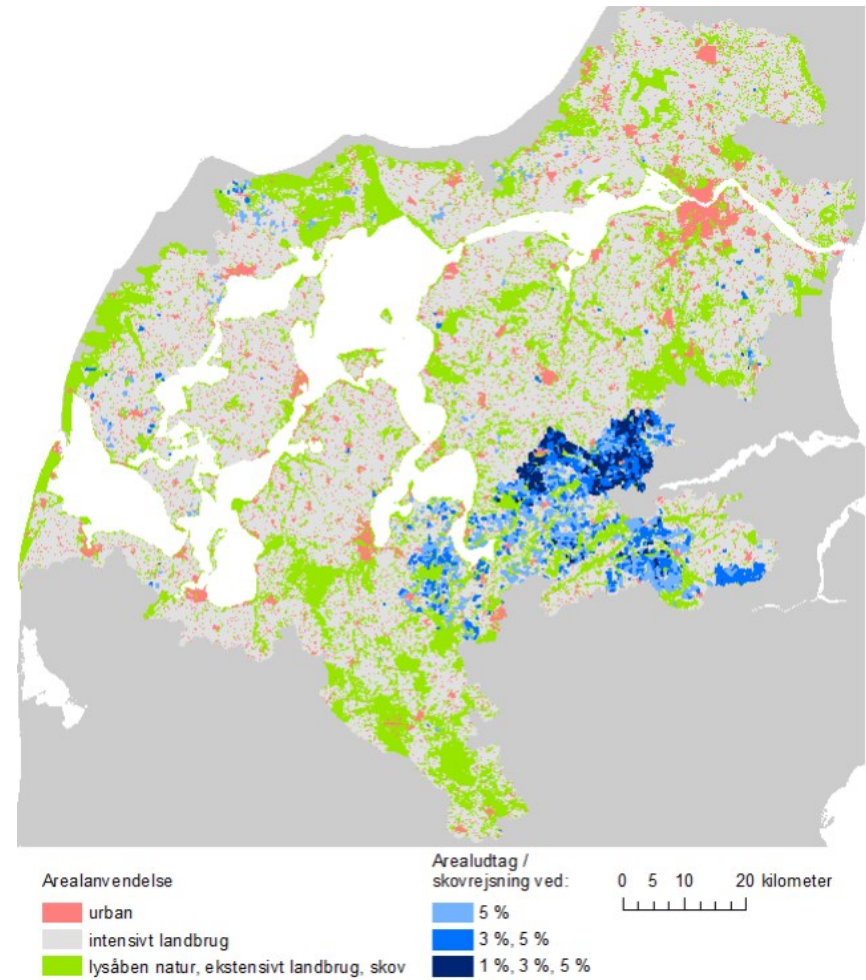 Arealanvendelse
urban
intensivt landbrug
lysåben natur, ekstensivt landbrug, skov
Arealudtag /
skovrejsning ved:
5 %
3 %, 5 %
1 %, 3 %, 5 %
0 5 10 20 kilometer